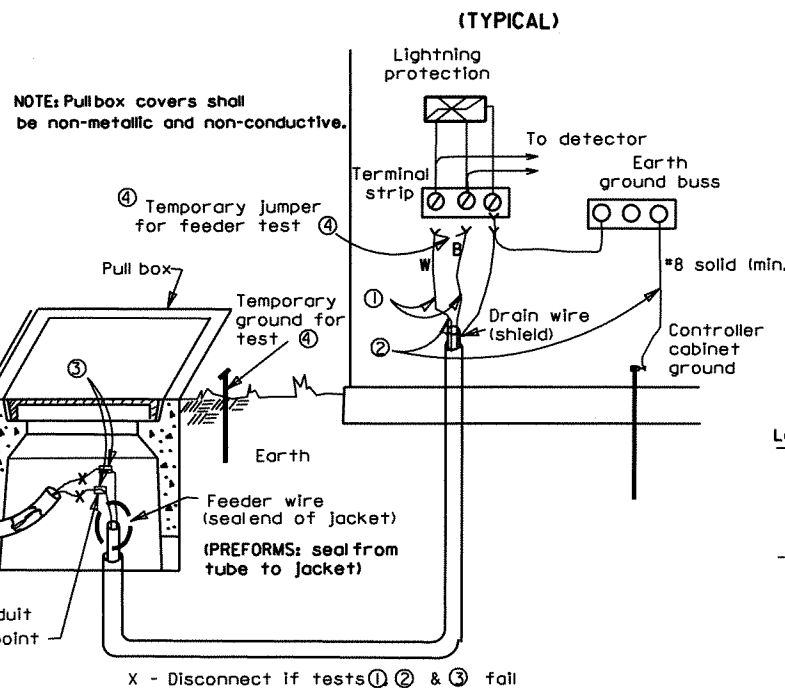 (TYPICAL)
Lightning
protection
NOTE: Pull box covers shall
be non-metallic and non-conductive.
To detector
Terminal
strip
Earth
ground buss
④ Temporary jumper
for feeder test ④
W
B
#8 solid (min.
Pull box
Temporary
ground for
test ④
①
②
Drain wire
(shield)
Controller
cabinet
ground
③
Earth
X
X
Feeder wire
(seal end of jacket)
(PREFORMS: seal from
tube to jacket)
X - Disconnect if tests ①, ② & ③ fail